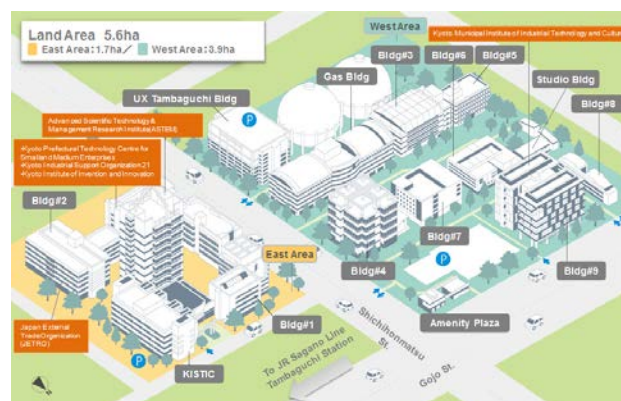 Land Area 5.6ha
East Area:1.7ha／ West Area:3.9ha
West Area
Kyoto Municipal Institute of Industrial Technology and Culture
Bldg#3
Bldg#6
Bldg#5
Gas Bldg
Studio Bldg
UX Tambaguchi Bldg
Bldg#8
P
Advanced Scientific Technology &
Management Research Institute(ASTEM)
•Kyoto Prefectural Technology Centre for
Small and Medium Enterprises
•Kyoto Industrial Support Organization 21
•Kyoto Institute of Invention and Innovation
Bldg#2
Bldg#7
East Area
Bldg#4
P
Bldg#9
Japan External
Trade Organization
(JETRO)
Bldg#1
Amenity Plaza
Shichihonmatsu
St.
P
KISTIC
To JR Sagano Line
Tambaguchi Station
Gojo St.